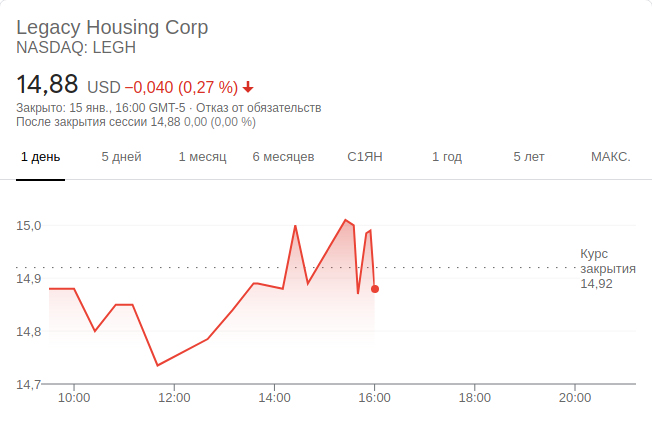 Legacy Housing Corp
NASDAQ: LEGH
14,88 USD −0,040 (0,27 %)
Закрыто: 15 янв., 16:00 GMT-5 · Отказ от обязательств
После закрытия сессии 14,88 0,00 (0,00 %)
1 день 5 дней 1 месяц 6 месяцев С1ЯН 1 год 5 лет МАКС.
15,0
14,9
14,8
14,7
Курс
закрытия
14,92
10:00 12:00 14:00 16:00 18:00 20:00